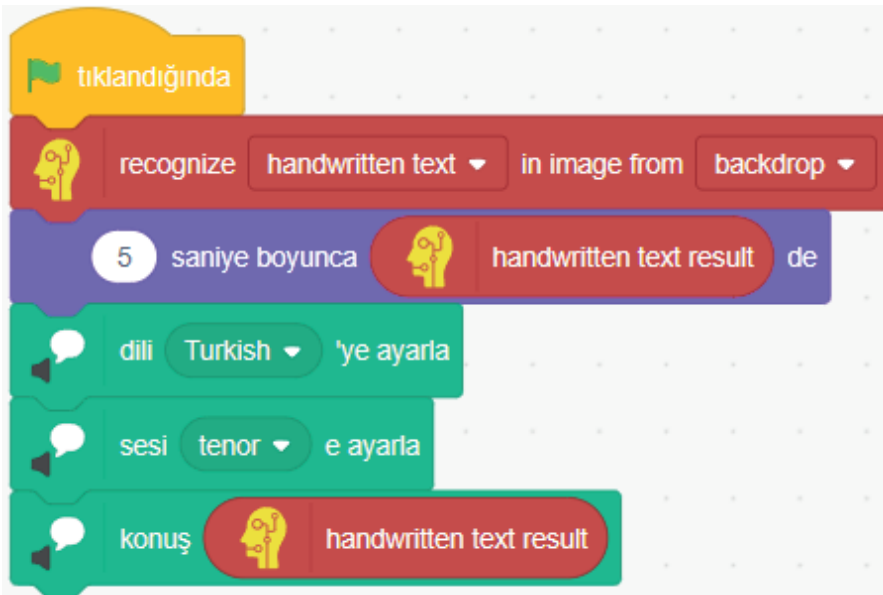 tıklandığında
recognize handwritten text in image from backdrop
5 saniye boyunca handwritten text result de
dili Turkish 'ye ayarla
sesi tenor e ayarla
konuş handwritten text result